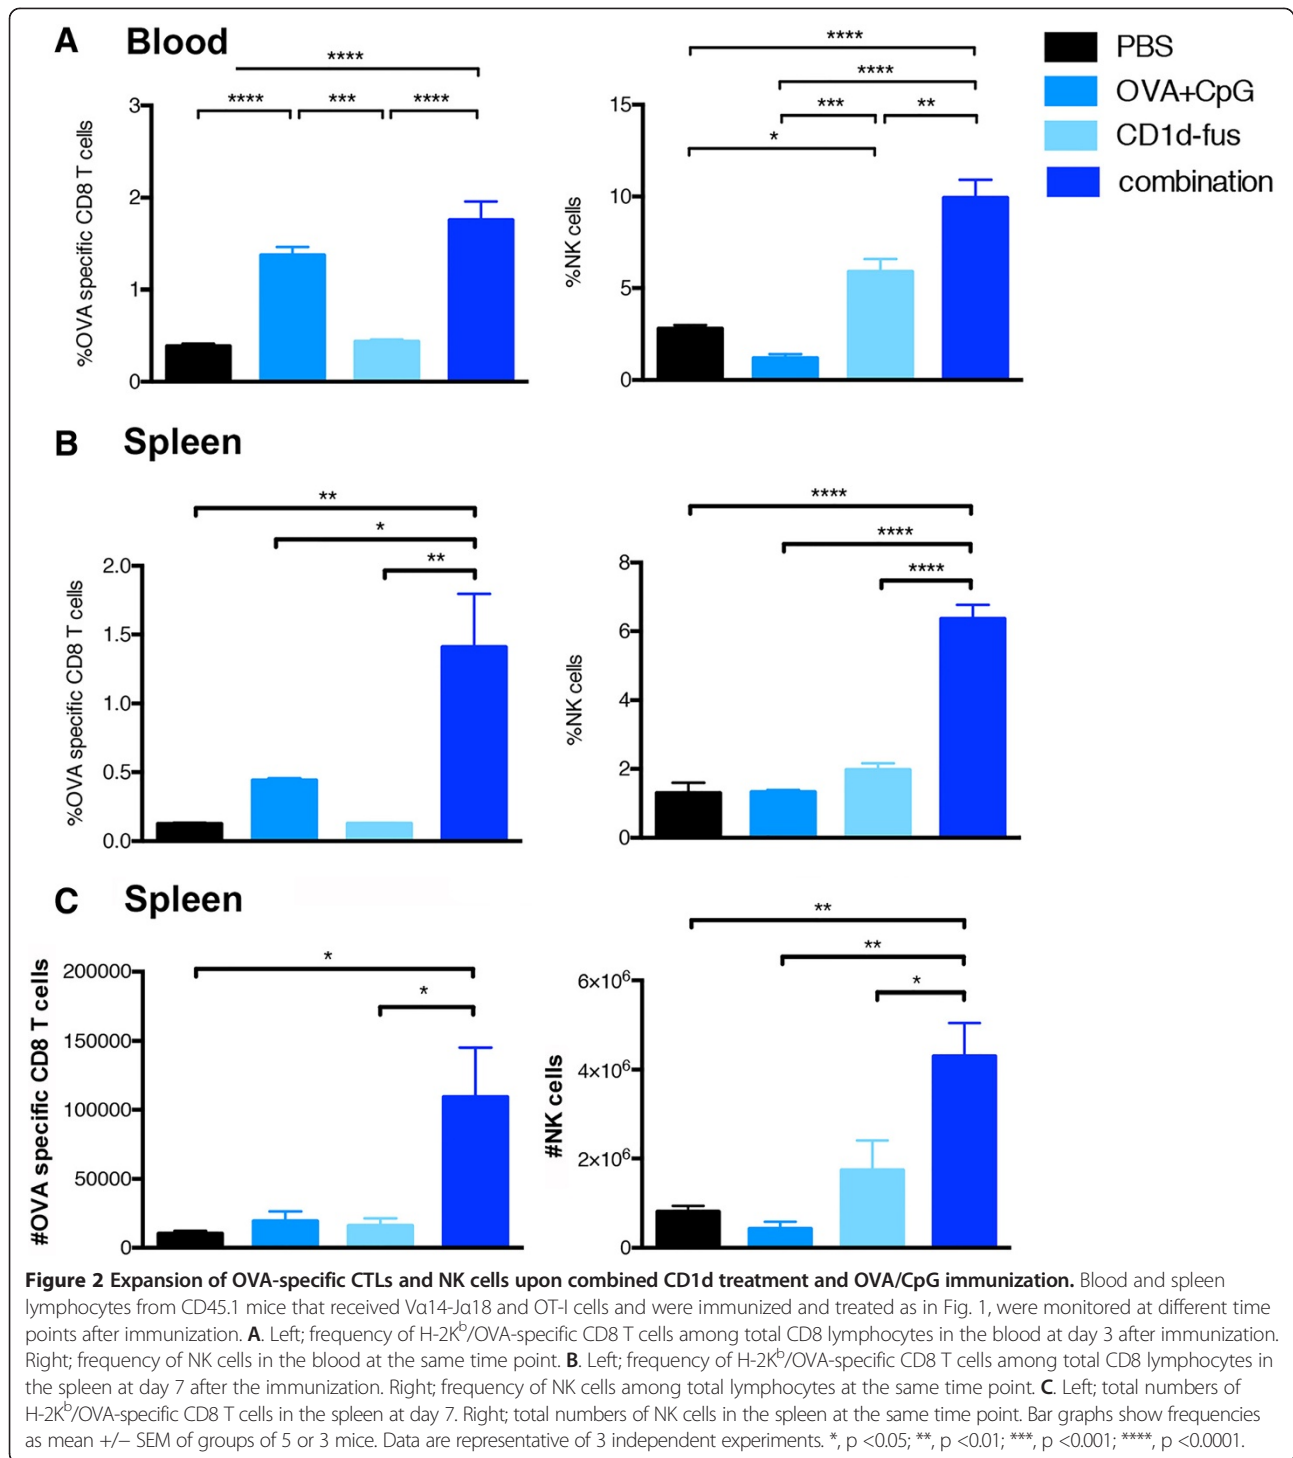 A Blood
****
**** *** ****
3
2
1
0
%OVA specific CD8 T cells
****
****
*** **
*
15
10
5
0
%NK cells
PBS
OVA+CpG
CD1d-fus
combination
B Spleen
**
*
**
2.0
1.5
1.0
0.5
0.0
%OVA specific CD8 T cells
****
****
****
8
6
4
2
0
%NK cells
C Spleen
*
*
200000
150000
100000
50000
0
#OVA specific CD8 T cells
**
**
*
6×10⁶
4×10⁶
2×10⁶
0
#NK cells
Figure 2 Expansion of OVA-specific CTLs and NK cells upon combined CD1d treatment and OVA/CpG immunization. Blood and spleen
lymphocytes from CD45.1 mice that received Vα14-Jα18 and OT-I cells and were immunized and treated as in Fig. 1, were monitored at different time
points after immunization. A. Left; frequency of H-2Kᵇ/OVA-specific CD8 T cells among total CD8 lymphocytes in the blood at day 3 after immunization.
Right; frequency of NK cells in the blood at the same time point. B. Left; frequency of H-2Kᵇ/OVA-specific CD8 T cells among total CD8 lymphocytes in
the spleen at day 7 after the immunization. Right; frequency of NK cells among total lymphocytes at the same time point. C. Left; total numbers of
H-2Kᵇ/OVA-specific CD8 T cells in the spleen at day 7. Right; total numbers of NK cells in the spleen at the same time point. Bar graphs show frequencies
as mean +/− SEM of groups of 5 or 3 mice. Data are representative of 3 independent experiments. *, p <0.05; **, p <0.01; ***, p <0.001; ****, p <0.0001.